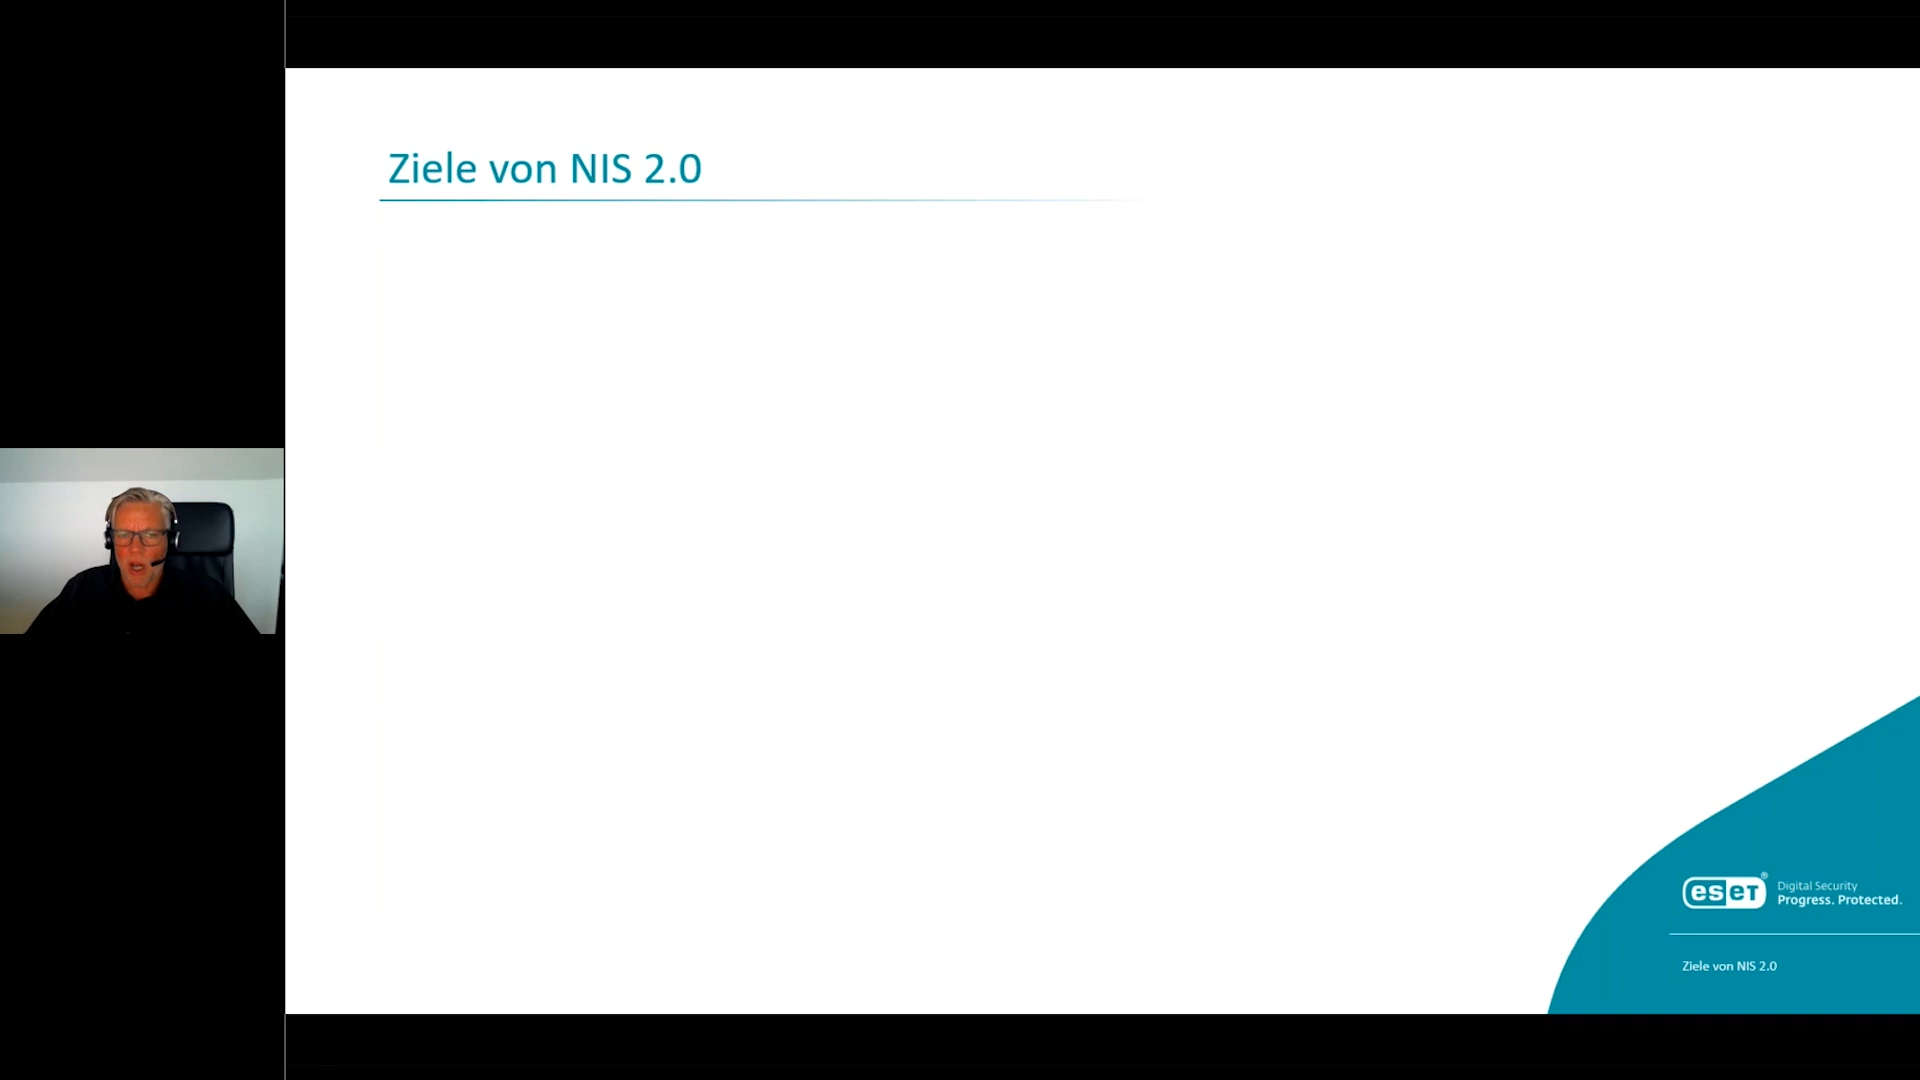 Ziele von NIS 2.0
eseT®
Digital Security
Progress. Protected.
Ziele von NIS 2.0